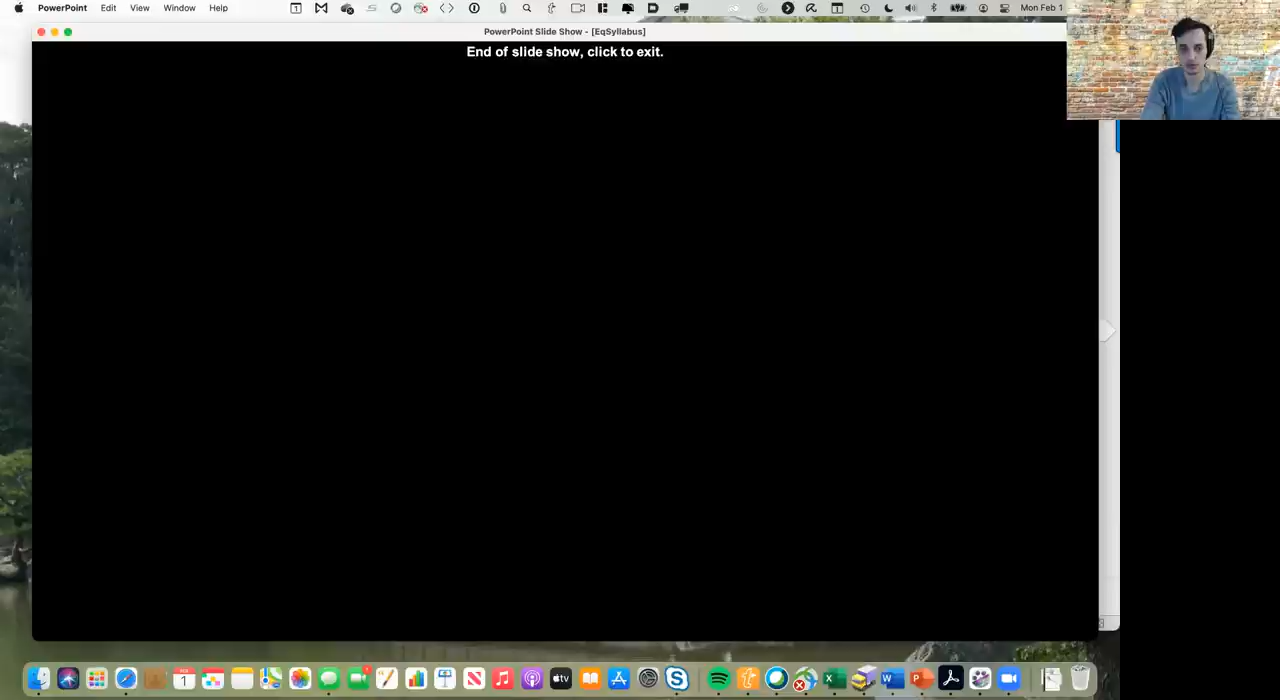 PowerPoint Edit View Window Help Mon Feb 1
PowerPoint Slide Show - [EqSyllabus]
End of slide show, click to exit.